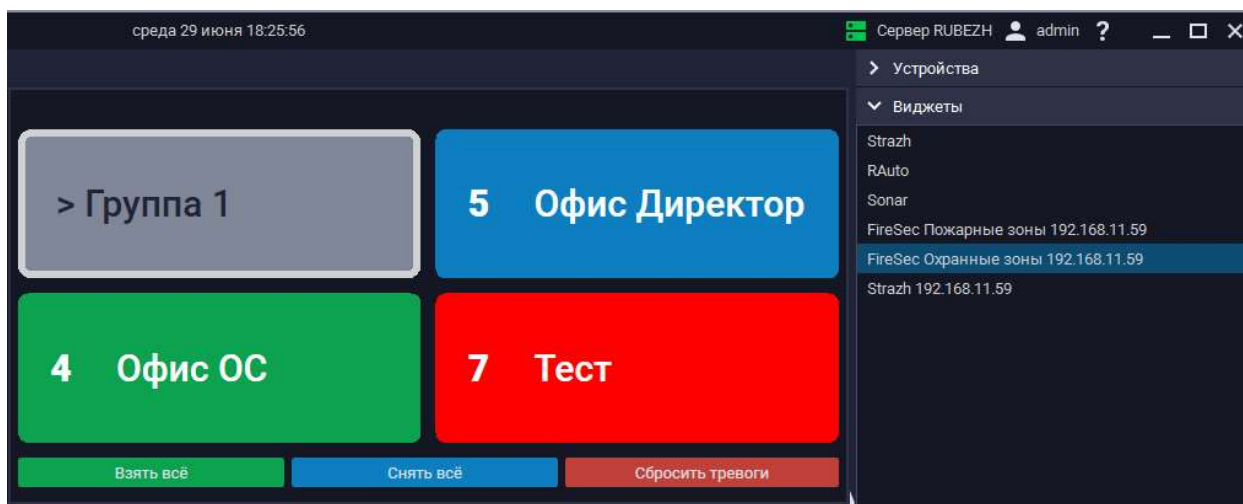 среда 29 июня 18:25:56
Сервер RUBEZH admin ?
Устройства
Виджеты
Strazh
RAuto
Sonar
FireSec Пожарные зоны 192.168.11.59
FireSec Охранные зоны 192.168.11.59
Strazh 192.168.11.59
> Группа 1
5 Офис Директор
4 Офис ОС
7 Тест
Взять всё
Снять всё
Сбросить тревоги